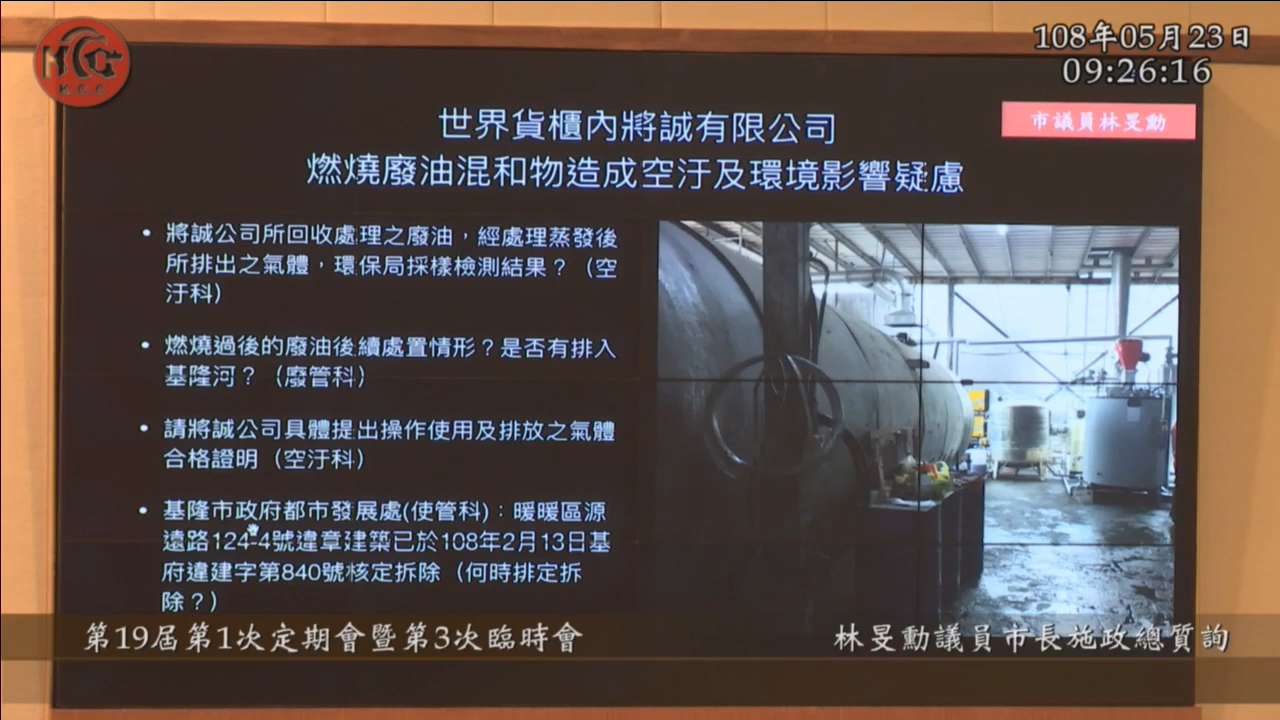 108年05月23日
09:26:16
K.C.C
市議員林旻勳
世界貨櫃內將誠有限公司
燃燒廢油混和物造成空汙及環境影響疑慮
• 將誠公司所回收處理之廢油，經處理蒸發後
所排出之氣體，環保局採樣檢測結果？（空
汙科）
• 燃燒過後的廢油後續處置情形？是否有排入
基隆河？（廢管科）
• 請將誠公司具體提出操作使用及排放之氣體
合格證明（空汙科）
• 基隆市政府都市發展處(使管科)：暖暖區源
遠路124-4號違章建築已於108年2月13日基
府違建字第840號核定拆除（何時排定拆
除？）
第19屆第1次定期會暨第3次臨時會
林旻勳議員市長施政總質詢